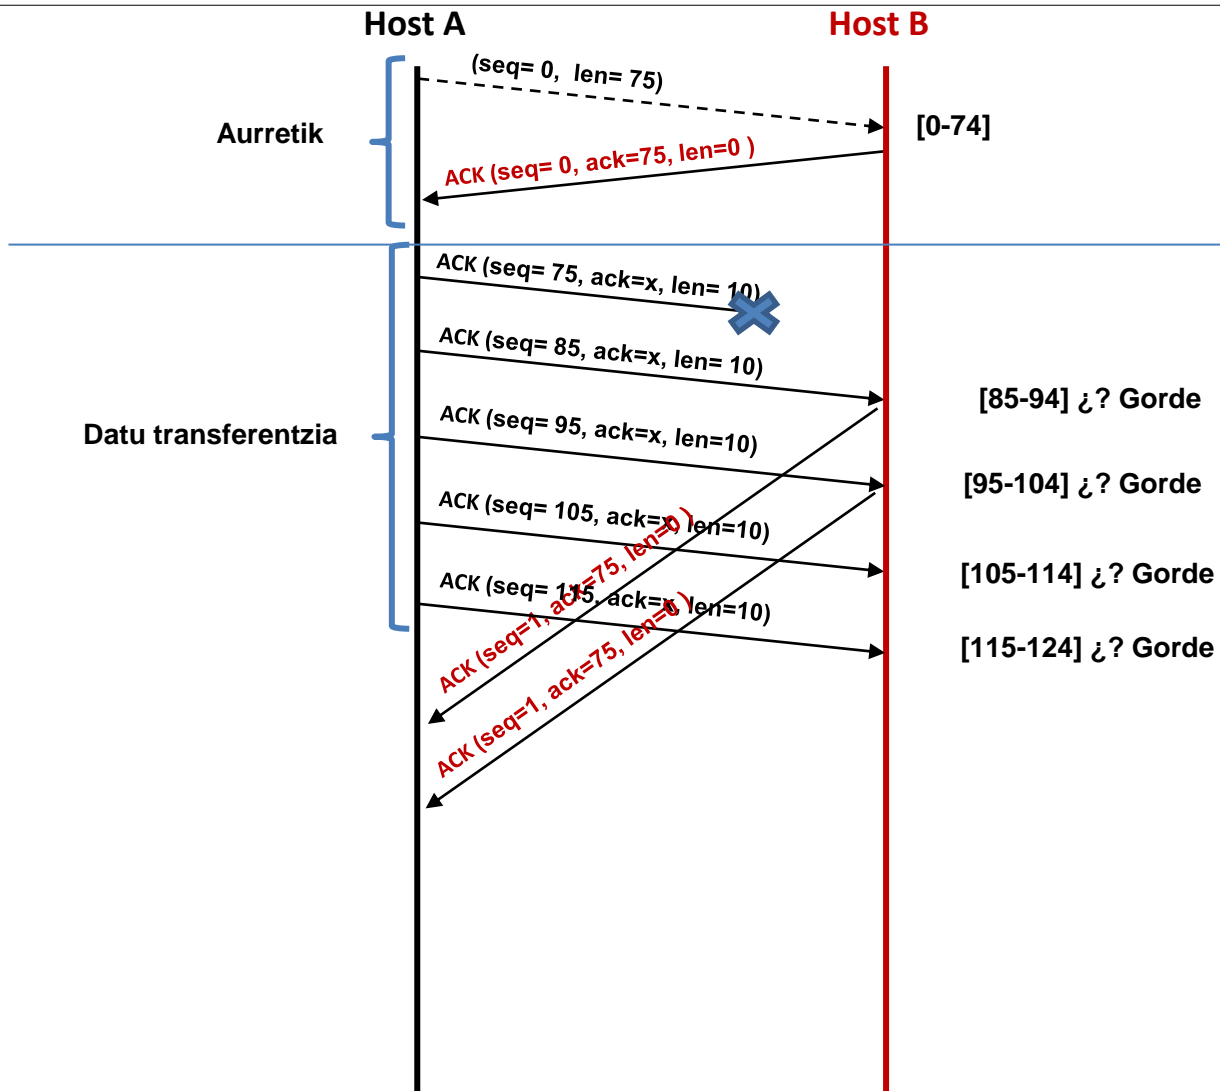 Host A
Host B
(seq= 0, len= 75)
Aurretik
[0-74]
ACK (seq= 0, ack=75, len=0 )
ACK (seq= 75, ack=x, len= 10)
ACK (seq= 85, ack=x, len= 10)
[85-94] ¿? Gorde
Datu transferentzia
ACK (seq= 95, ack=x, len=10)
[95-104] ¿? Gorde
ACK (seq= 105, ack=x, len=10)
[105-114] ¿? Gorde
ACK (seq= 115, ack=x, len=10)
[115-124] ¿? Gorde
ACK (seq=1, ack=75, len=0 )
ACK (seq=1, ack=75, len=0 )